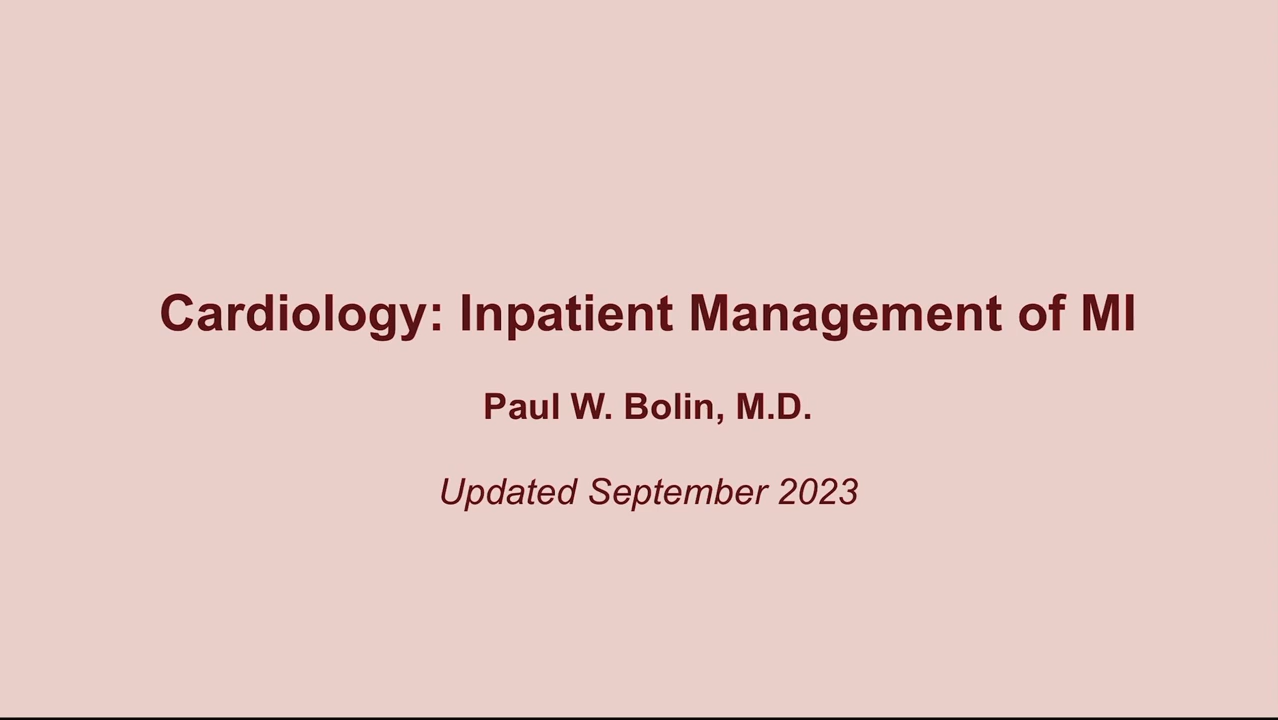 Cardiology: Inpatient Management of MI
Paul W. Bolin, M.D.
Updated September 2023